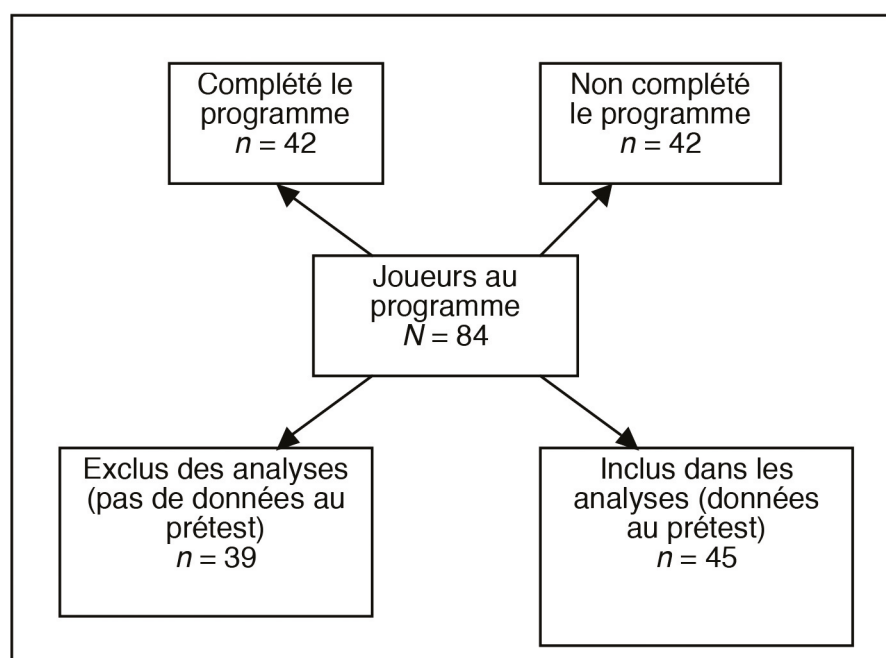 Complété le
programme
n = 42
Non complété
le programme
n = 42
Joueurs au
programme
N = 84
Exclus des analyses
(pas de données au
prétest)
n = 39
Inclus dans les
analyses (données
au prétest)
n = 45